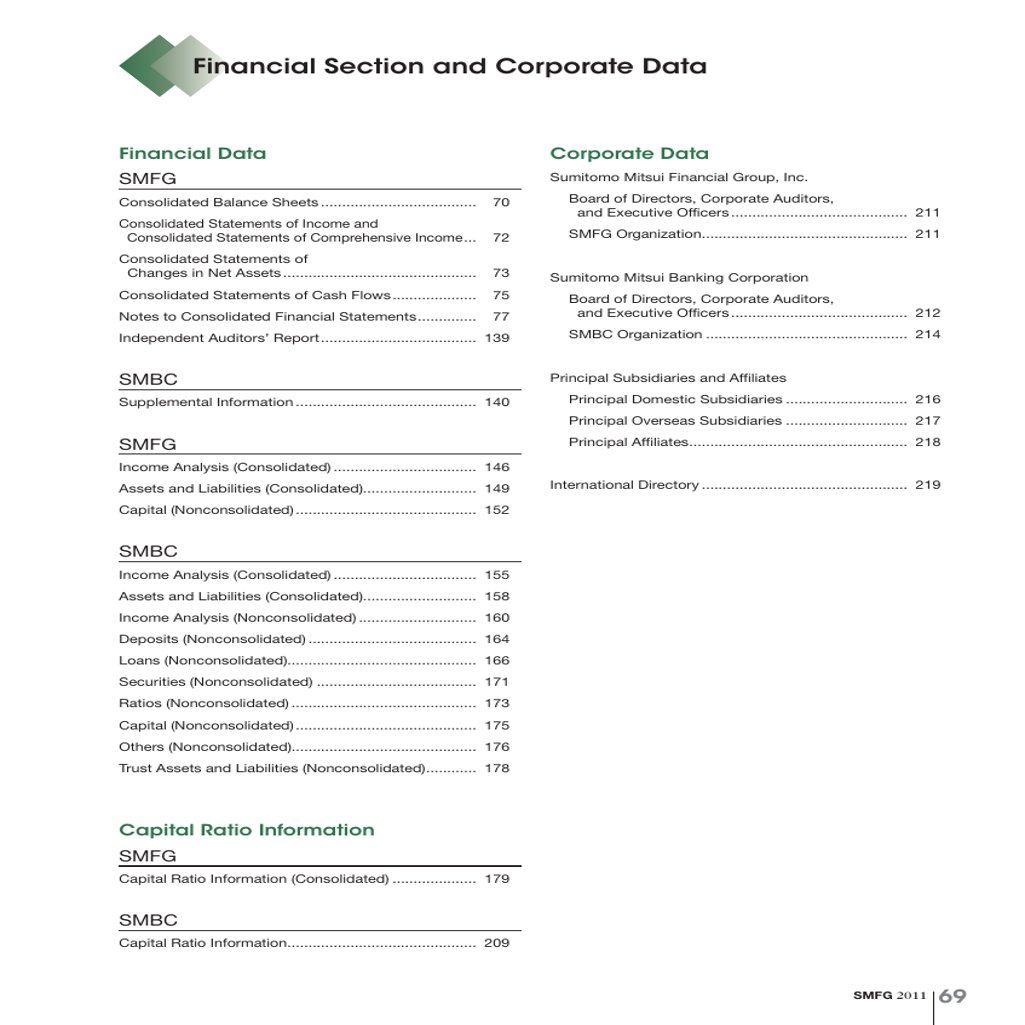 Financial Section and Corporate Data
Financial Data
SMFG
Consolidated Balance Sheets ..................................... 70
Consolidated Statements of Income and
Consolidated Statements of Comprehensive Income... 72
Consolidated Statements of
Changes in Net Assets .............................................. 73
Consolidated Statements of Cash Flows .................... 75
Notes to Consolidated Financial Statements.............. 77
Independent Auditors' Report..................................... 139
SMBC
Supplemental Information ........................................... 140
SMFG
Income Analysis (Consolidated) .................................. 146
Assets and Liabilities (Consolidated)........................... 149
Capital (Nonconsolidated) ........................................... 152
SMBC
Income Analysis (Consolidated) .................................. 155
Assets and Liabilities (Consolidated)........................... 158
Income Analysis (Nonconsolidated) ............................ 160
Deposits (Nonconsolidated) ........................................ 164
Loans (Nonconsolidated)............................................. 166
Securities (Nonconsolidated) ...................................... 171
Ratios (Nonconsolidated) ............................................ 173
Capital (Nonconsolidated) ........................................... 175
Others (Nonconsolidated)............................................ 176
Trust Assets and Liabilities (Nonconsolidated)............ 178
Capital Ratio Information
SMFG
Capital Ratio Information (Consolidated) .................... 179
SMBC
Capital Ratio Information............................................. 209
Corporate Data
Sumitomo Mitsui Financial Group, Inc.
Board of Directors, Corporate Auditors,
and Executive Officers .......................................... 211
SMFG Organization................................................. 211
Sumitomo Mitsui Banking Corporation
Board of Directors, Corporate Auditors,
and Executive Officers .......................................... 212
SMBC Organization ................................................ 214
Principal Subsidiaries and Affiliates
Principal Domestic Subsidiaries ............................. 216
Principal Overseas Subsidiaries ............................. 217
Principal Affiliates.................................................... 218
International Directory ................................................. 219
SMFG 2011 69